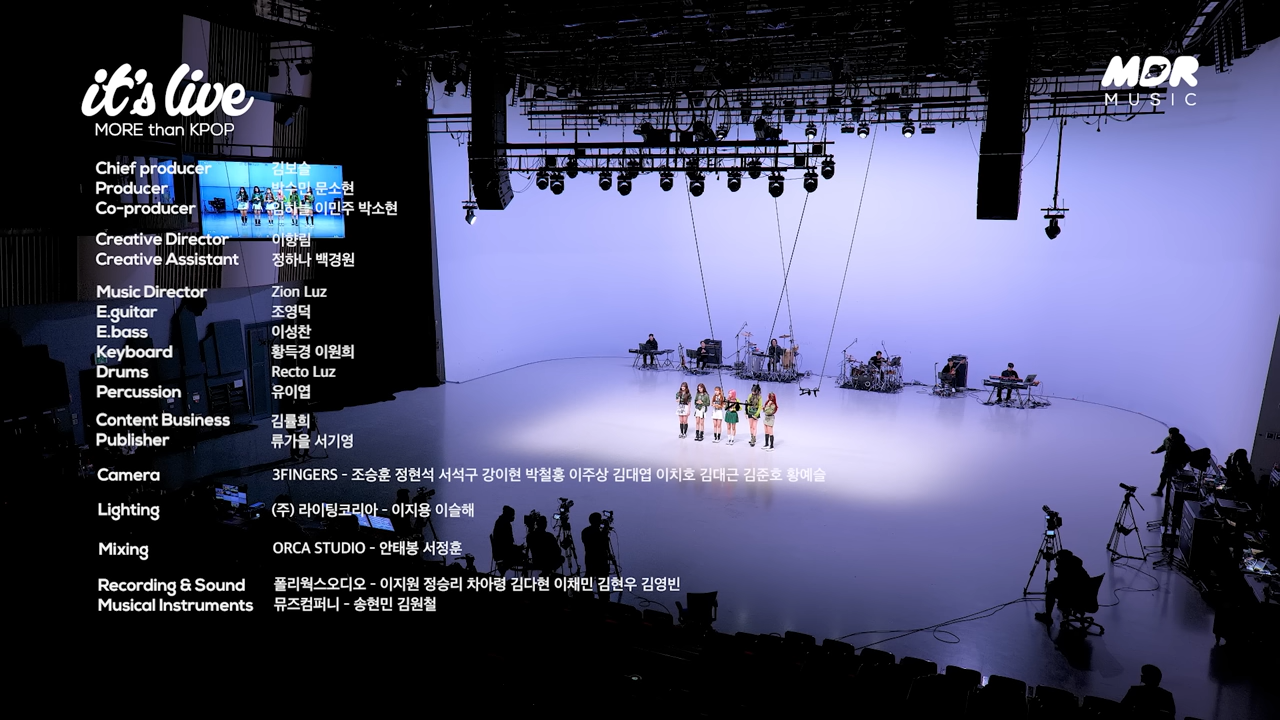 it's live
MORE than KPOP
MDR
MUSIC
Chief producer 김보슬
Producer 박수민 문소현
Co-producer 임하늘 이민주 박소현
Creative Director 이향림
Creative Assistant 정하나 백경원
Music Director Zion Luz
E.guitar 조영덕
E.bass 이성찬
Keyboard 황득경 이원희
Drums Recto Luz
Percussion 유이엽
Content Business 김률희
Publisher 류가을 서기영
Camera 3FINGERS - 조승훈 정현석 서석구 강이현 박철홍 이주상 김대엽 이치호 김대근 김준호 황예슬
Lighting (주) 라이팅코리아 - 이지용 이슬해
Mixing ORCA STUDIO - 안태봉 서정훈
Recording & Sound 폴리웍스오디오 - 이지원 정승리 차아령 김다현 이채민 김현우 김영빈
Musical Instruments 뮤즈컴퍼니 - 송현민 김원철